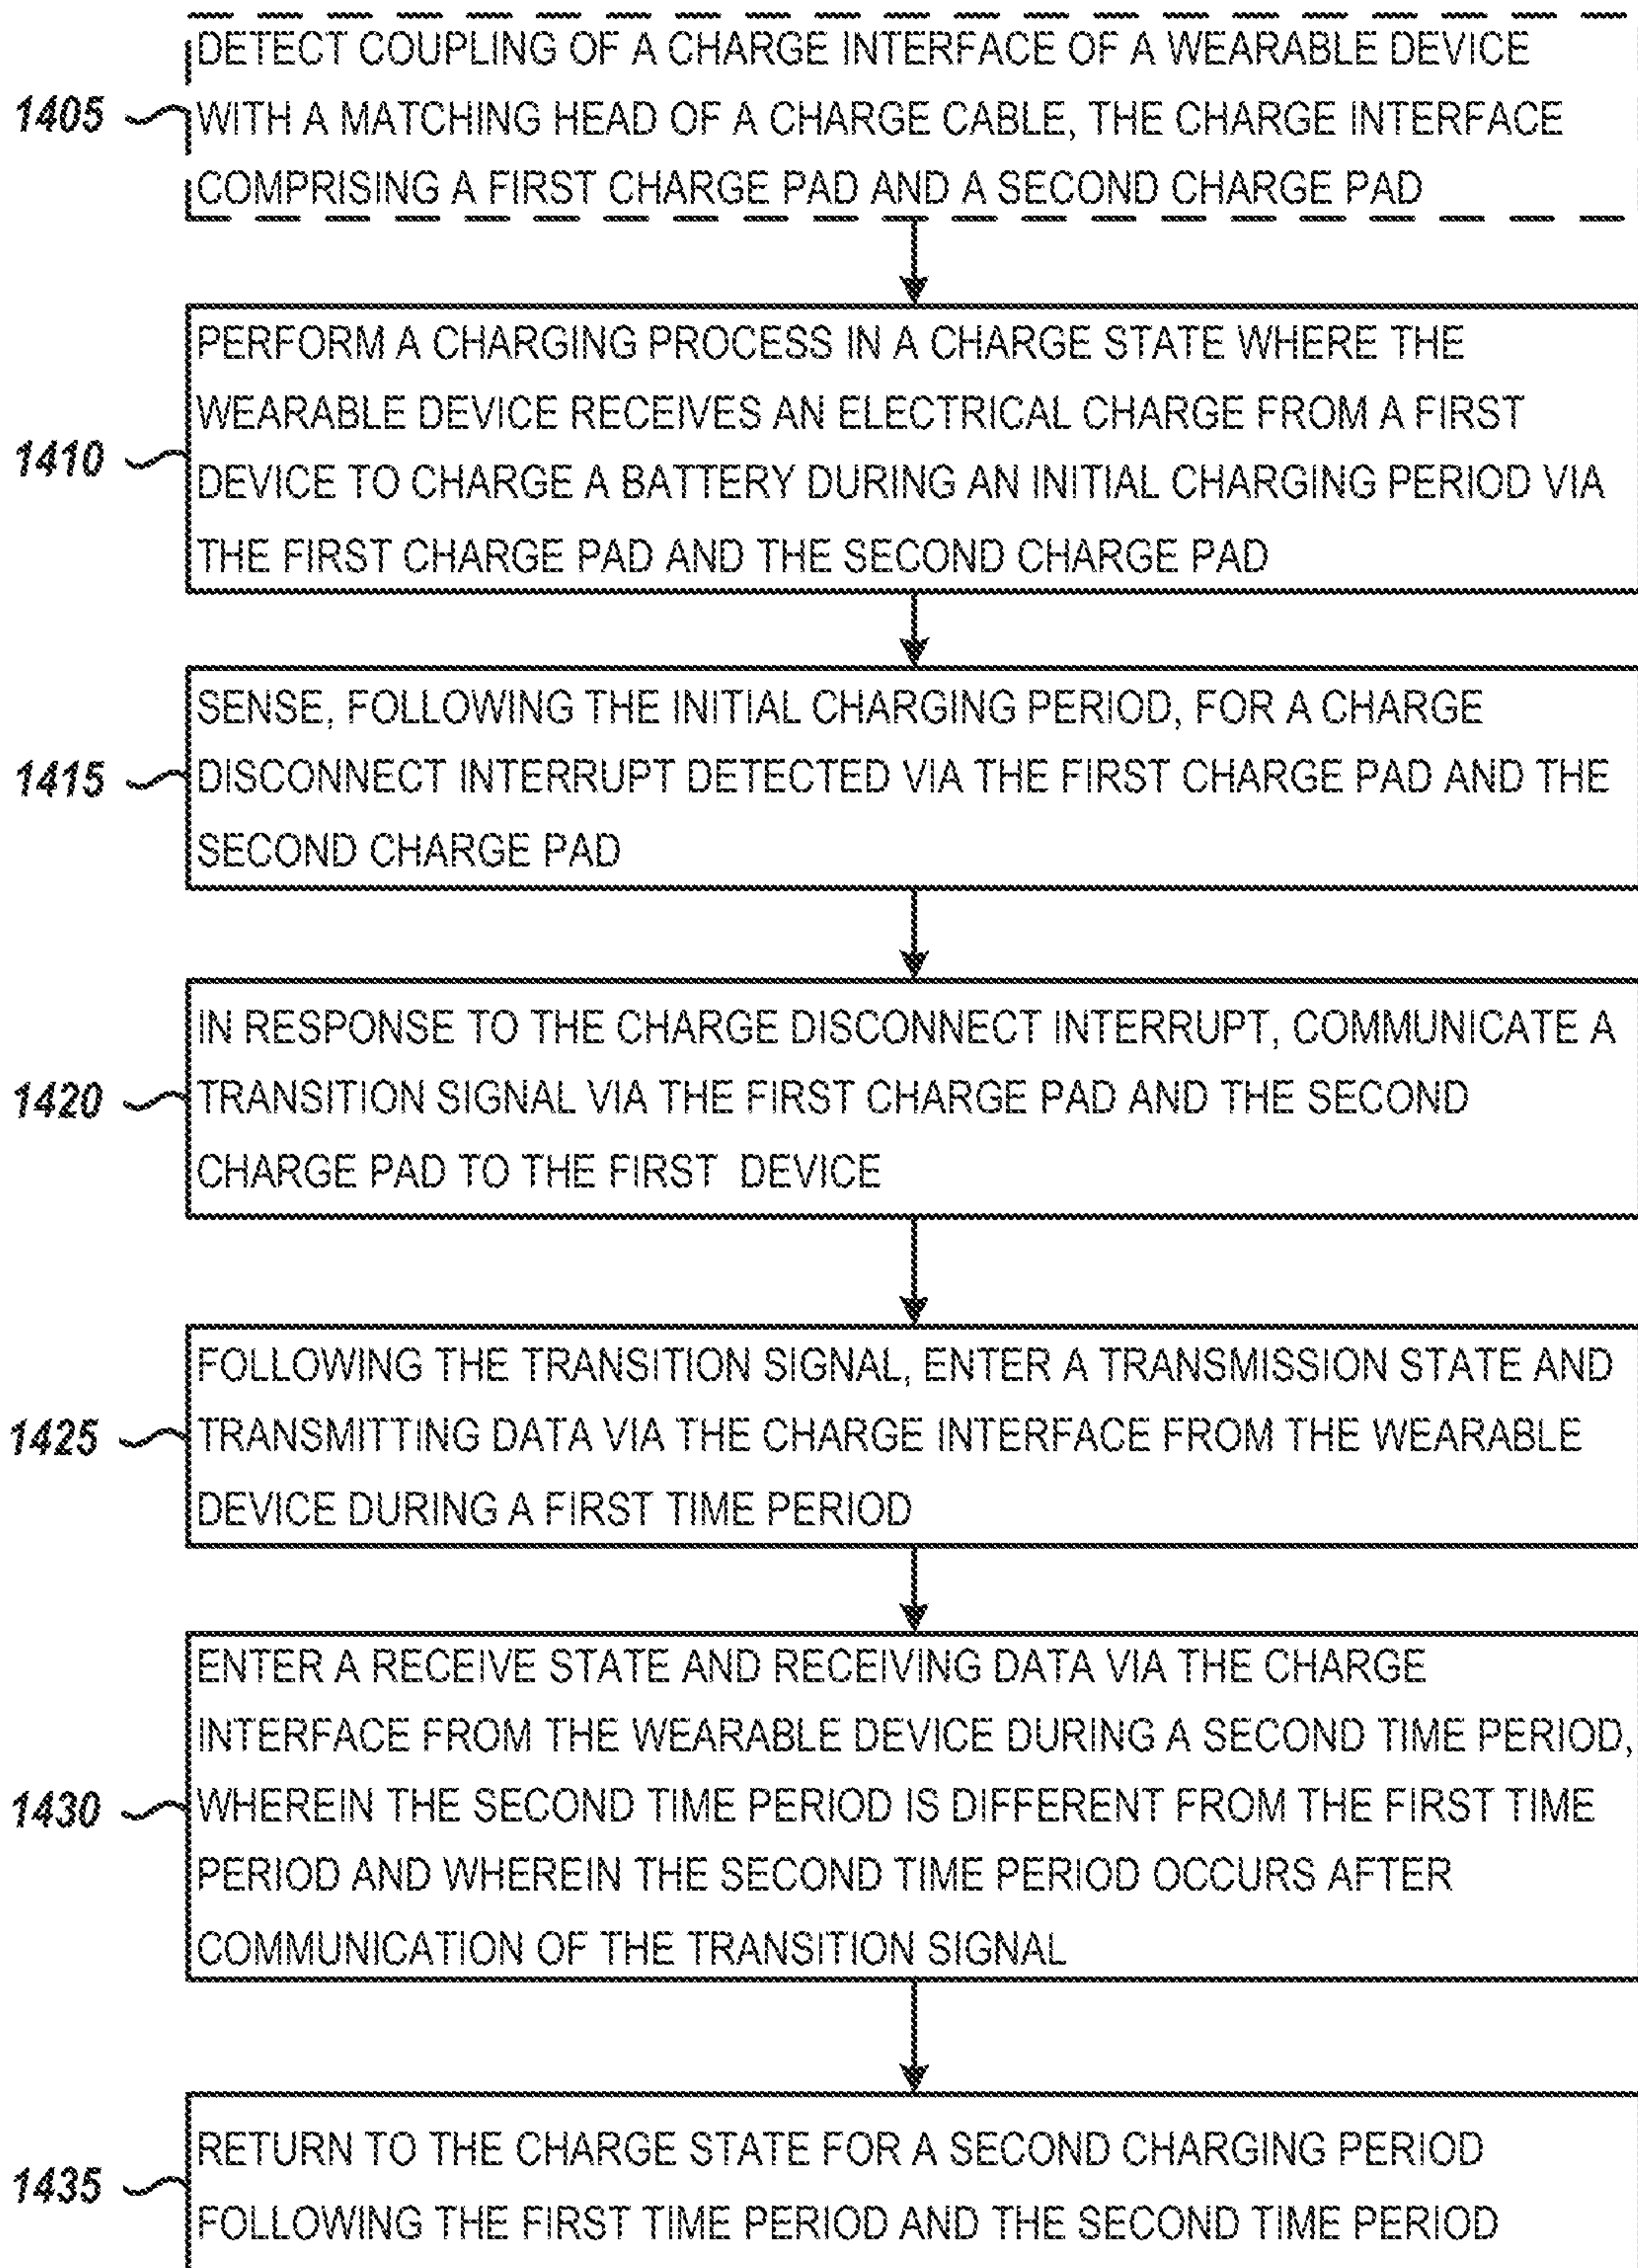 DETECT COUPLING OF A CHARGE INTERFACE OF A WEARABLE DEVICE
1405 WITH A MATCHING HEAD OF A CHARGE CABLE, THE CHARGE INTERFACE
COMPRISING A FIRST CHARGE PAD AND A SECOND CHARGE PAD
PERFORM A CHARGING PROCESS IN A CHARGE STATE WHERE THE
WEARABLE DEVICE RECEIVES AN ELECTRICAL CHARGE FROM A FIRST
1410 DEVICE TO CHARGE A BATTERY DURING AN INITIAL CHARGING PERIOD VIA
THE FIRST CHARGE PAD AND THE SECOND CHARGE PAD
SENSE, FOLLOWING THE INITIAL CHARGING PERIOD, FOR A CHARGE
1415 DISCONNECT INTERRUPT DETECTED VIA THE FIRST CHARGE PAD AND THE
SECOND CHARGE PAD
IN RESPONSE TO THE CHARGE DISCONNECT INTERRUPT, COMMUNICATE A
1420 TRANSITION SIGNAL VIA THE FIRST CHARGE PAD AND THE SECOND
CHARGE PAD TO THE FIRST DEVICE
FOLLOWING THE TRANSITION SIGNAL, ENTER A TRANSMISSION STATE AND
1425 TRANSMITTING DATA VIA THE CHARGE INTERFACE FROM THE WEARABLE
DEVICE DURING A FIRST TIME PERIOD
ENTER A RECEIVE STATE AND RECEIVING DATA VIA THE CHARGE
INTERFACE FROM THE WEARABLE DEVICE DURING A SECOND TIME PERIOD,
1430 WHEREIN THE SECOND TIME PERIOD IS DIFFERENT FROM THE FIRST TIME
PERIOD AND WHEREIN THE SECOND TIME PERIOD OCCURS AFTER
COMMUNICATION OF THE TRANSITION SIGNAL
RETURN TO THE CHARGE STATE FOR A SECOND CHARGING PERIOD
1435 FOLLOWING THE FIRST TIME PERIOD AND THE SECOND TIME PERIOD